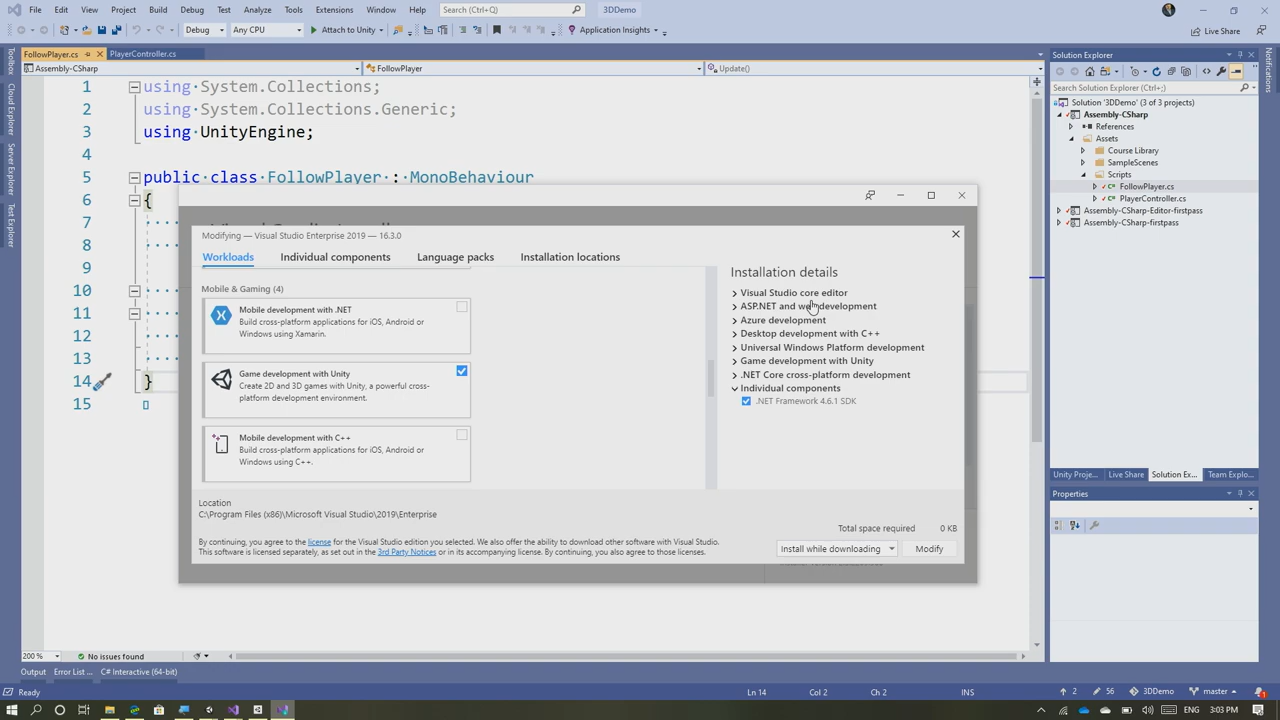 File Edit View Project Build Debug Test Analyze Tools Extensions Window Help Search (Ctrl+Q) 3DDemo
Debug Any CPU Attach to Unity Application Insights Live Share
FollowPlayer.cs PlayerController.cs
Assembly-CSharp FollowPlayer Update()
Toolbox
Cloud Explorer
Server Explorer
Test Explorer
1 using System.Collections;
2 using System.Collections.Generic;
3 using UnityEngine;
4
5 public class FollowPlayer : MonoBehaviour
6 {
7
8
9
10
11
12
13
14 }
15
Modifying — Visual Studio Enterprise 2019 — 16.3.0
Workloads Individual components Language packs Installation locations
Mobile & Gaming (4)
Mobile development with .NET
Build cross-platform applications for iOS, Android or
Windows using Xamarin.
Game development with Unity
Create 2D and 3D games with Unity, a powerful cross-
platform development environment.
Mobile development with C++
Build cross-platform applications for iOS, Android or
Windows using C++.
Installation details
Visual Studio core editor
ASP.NET and web development
Azure development
Desktop development with C++
Universal Windows Platform development
Game development with Unity
.NET Core cross-platform development
Individual components
.NET Framework 4.6.1 SDK
Location
C:\Program Files (x86)\Microsoft Visual Studio\2019\Enterprise
Total space required 0 KB
By continuing, you agree to the license for the Visual Studio edition you selected. We also offer the ability to download other software with Visual Studio.
This software is licensed separately, as set out in the 3rd Party Notices or in its accompanying license. By continuing, you also agree to those licenses.
Install while downloading Modify
Solution Explorer
Search Solution Explorer (Ctrl+;)
Solution '3DDemo' (3 of 3 projects)
Assembly-CSharp
References
Assets
Course Library
SampleScenes
Scripts
FollowPlayer.cs
PlayerController.cs
Assembly-CSharp-Editor-firstpass
Assembly-CSharp-firstpass
Unity Proje... Live Share Solution Ex... Team Explo...
Properties
Notifications
200 % No issues found
Output Error List ... C# Interactive (64-bit)
Ready Ln 14 Col 2 Ch 2 INS 2 56 3DDemo master
ENG 3:03 PM